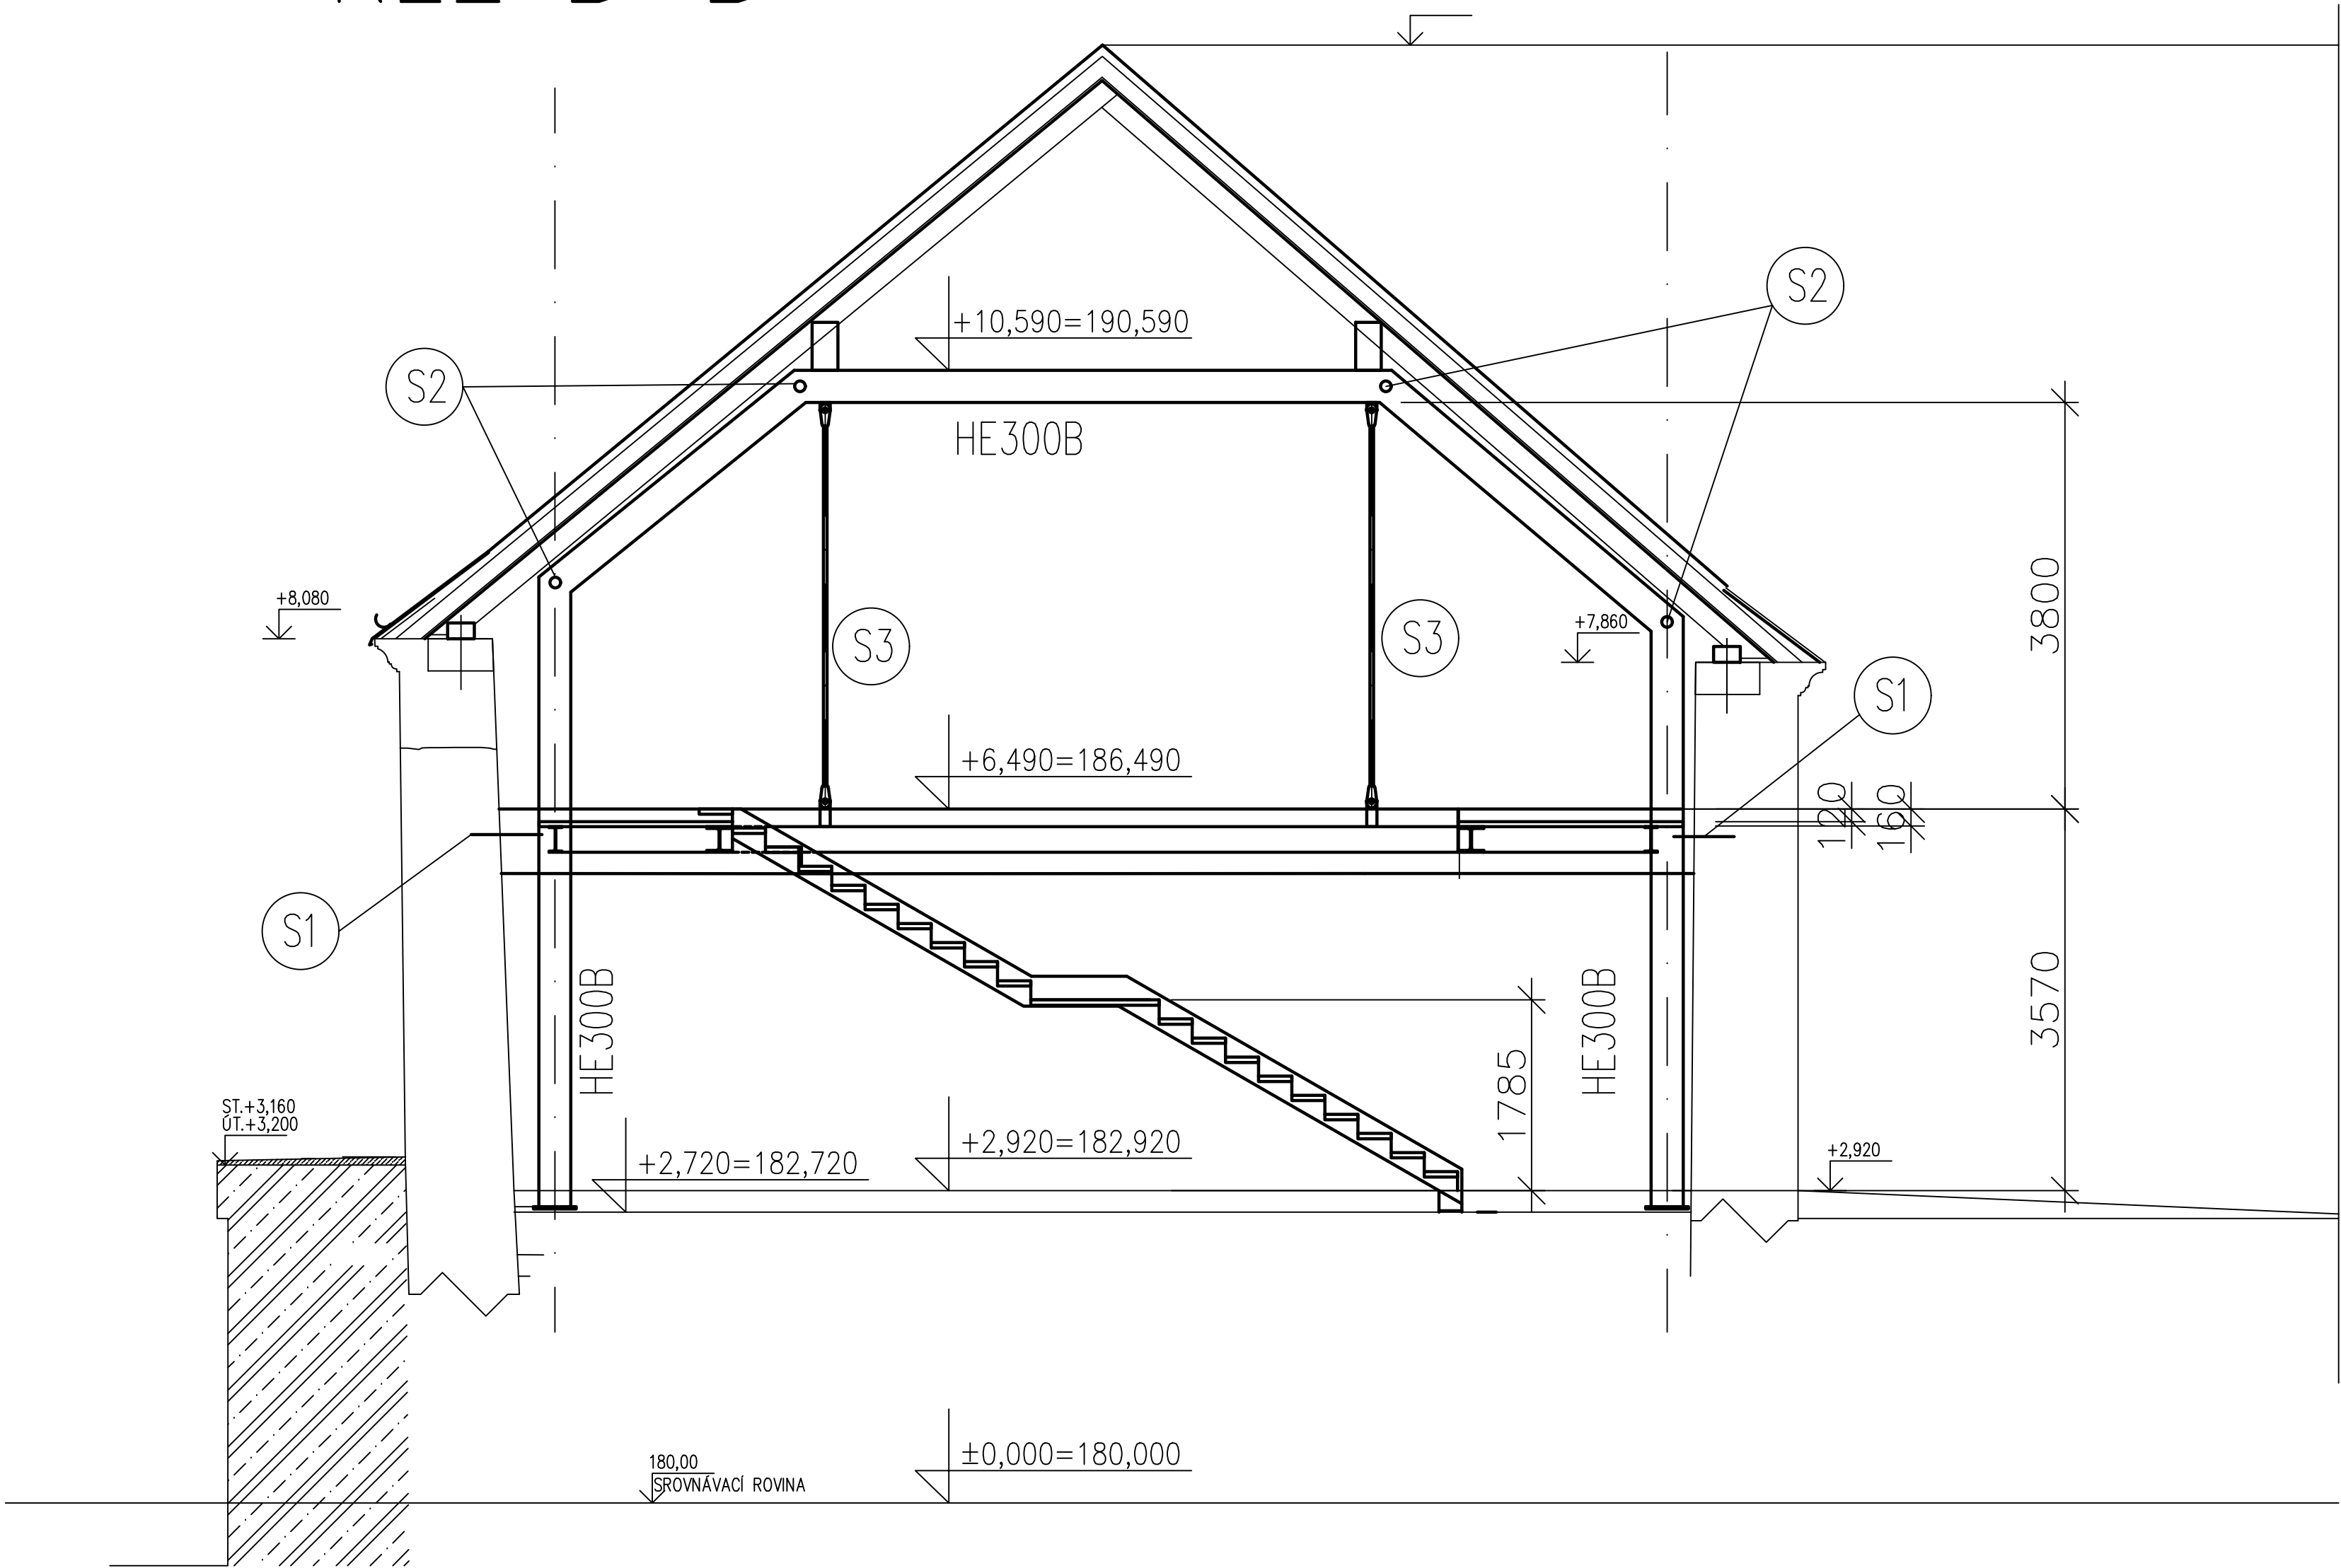 S2
+10,590=190,590
S2
HE300B
+8,080
+7,860
3800
S3
S3
S1
+6,490=186,490
120
160
S1
HE300B
HE300B
3570
1785
ST.+3,160
ÚT.+3,200
+2,920=182,920
+2,720=182,720
+2,920
±0,000=180,000
180,00
SROVNÁVACÍ ROVINA